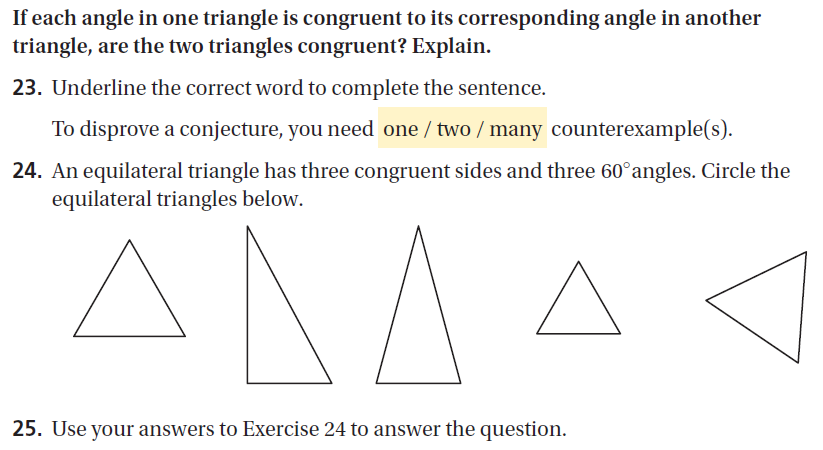 If each angle in one triangle is congruent to its corresponding angle in another
triangle, are the two triangles congruent? Explain.
23. Underline the correct word to complete the sentence.
To disprove a conjecture, you need one / two / many counterexample(s).
24. An equilateral triangle has three congruent sides and three 60° angles. Circle the
equilateral triangles below.
25. Use your answers to Exercise 24 to answer the question.